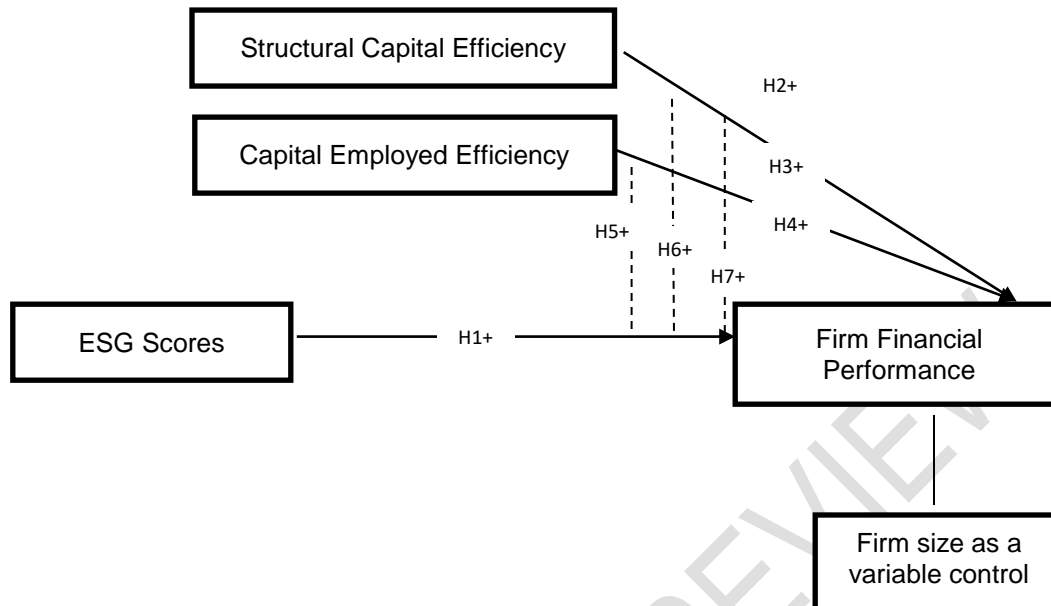 Structural Capital Efficiency
H2+
Capital Employed Efficiency
H3+
H4+
H5+
H6+
H7+
ESG Scores
H1+
Firm Financial
Performance
Firm size as a
variable control
REVIEW